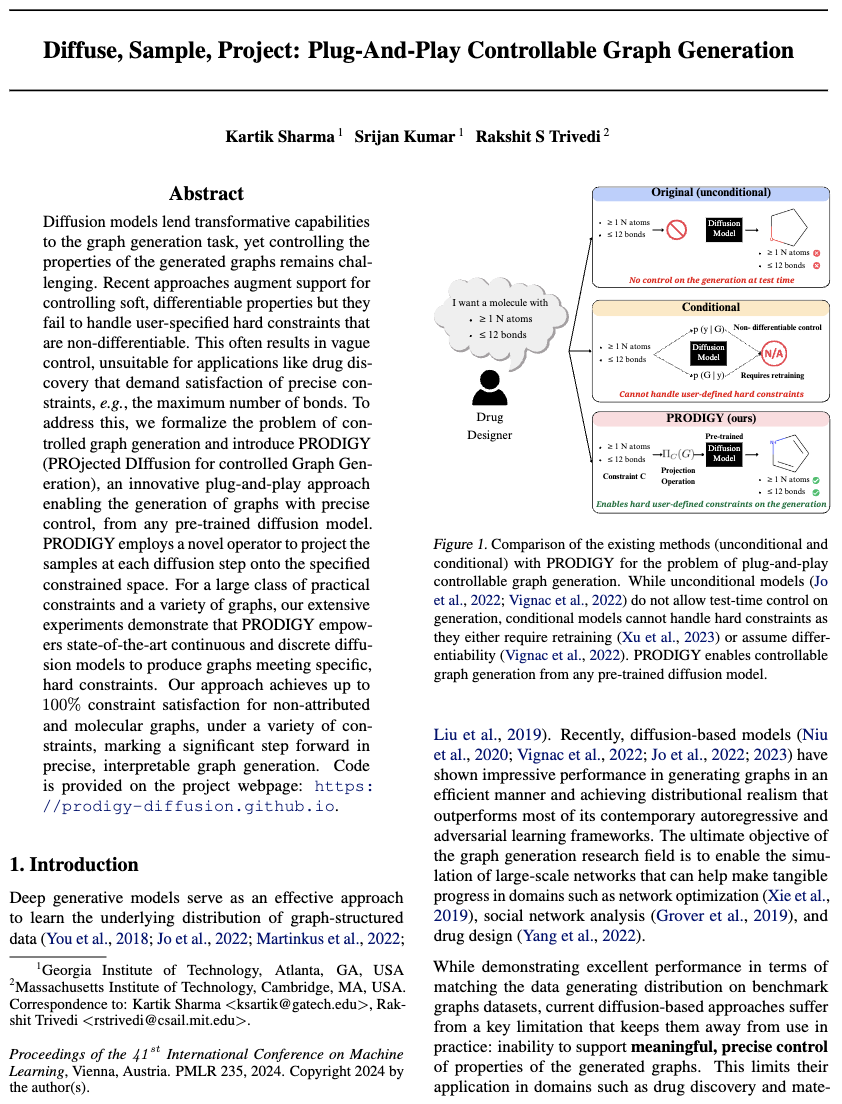 Diffuse, Sample, Project: Plug-And-Play Controllable Graph Generation
Kartik Sharma 1 Srijan Kumar 1 Rakshit S Trivedi 2
Abstract
Diffusion models lend transformative capabilities
to the graph generation task, yet controlling the
properties of the generated graphs remains chal-
lenging. Recent approaches augment support for
controlling soft, differentiable properties but they
fail to handle user-specified hard constraints that
are non-differentiable. This often results in vague
control, unsuitable for applications like drug dis-
covery that demand satisfaction of precise con-
straints, e.g., the maximum number of bonds. To
address this, we formalize the problem of con-
trolled graph generation and introduce PRODIGY
(PROjected DIffusion for controlled Graph Gen-
eration), an innovative plug-and-play approach
enabling the generation of graphs with precise
control, from any pre-trained diffusion model.
PRODIGY employs a novel operator to project the
samples at each diffusion step onto the specified
constrained space. For a large class of practical
constraints and a variety of graphs, our extensive
experiments demonstrate that PRODIGY empow-
ers state-of-the-art continuous and discrete diffu-
sion models to produce graphs meeting specific,
hard constraints. Our approach achieves up to
100% constraint satisfaction for non-attributed
and molecular graphs, under a variety of con-
straints, marking a significant step forward in
precise, interpretable graph generation. Code
is provided on the project webpage: https:
//prodigy-diffusion.github.io.
1. Introduction
Deep generative models serve as an effective approach
to learn the underlying distribution of graph-structured
data (You et al., 2018; Jo et al., 2022; Martinkus et al., 2022;
1Georgia Institute of Technology, Atlanta, GA, USA
2Massachusetts Institute of Technology, Cambridge, MA, USA.
Correspondence to: Kartik Sharma <ksartik@gatech.edu>, Rak-
shit Trivedi <rstrivedi@csail.mit.edu>.
Proceedings of the 41st International Conference on Machine
Learning, Vienna, Austria. PMLR 235, 2024. Copyright 2024 by
the author(s).
I want a molecule with
• ≥ 1 N atoms
• ≤ 12 bonds
Drug
Designer
Original (unconditional)
• ≥ 1 N atoms
• ≤ 12 bonds
Diffusion
Model
O
• ≥ 1 N atoms
• ≤ 12 bonds
No control on the generation at test time
Conditional
• ≥ 1 N atoms
• ≤ 12 bonds
p (y | G)
Diffusion
Model
p (G | y)
Non- differentiable control
N/A
Requires retraining
Cannot handle user-defined hard constraints
PRODIGY (ours)
• ≥ 1 N atoms
• ≤ 12 bonds
Constraint C
ΠC(G)
Projection
Operation
Pre-trained
Diffusion
Model
NH
• ≥ 1 N atoms
• ≤ 12 bonds
Enables hard user-defined constraints on the generation
Figure 1. Comparison of the existing methods (unconditional and
conditional) with PRODIGY for the problem of plug-and-play
controllable graph generation. While unconditional models (Jo
et al., 2022; Vignac et al., 2022) do not allow test-time control on
generation, conditional models cannot handle hard constraints as
they either require retraining (Xu et al., 2023) or assume differ-
entiability (Vignac et al., 2022). PRODIGY enables controllable
graph generation from any pre-trained diffusion model.
Liu et al., 2019). Recently, diffusion-based models (Niu
et al., 2020; Vignac et al., 2022; Jo et al., 2022; 2023) have
shown impressive performance in generating graphs in an
efficient manner and achieving distributional realism that
outperforms most of its contemporary autoregressive and
adversarial learning frameworks. The ultimate objective of
the graph generation research field is to enable the simu-
lation of large-scale networks that can help make tangible
progress in domains such as network optimization (Xie et al.,
2019), social network analysis (Grover et al., 2019), and
drug design (Yang et al., 2022).
While demonstrating excellent performance in terms of
matching the data generating distribution on benchmark
graphs datasets, current diffusion-based approaches suffer
from a key limitation that keeps them away from use in
practice: inability to support meaningful, precise control
of properties of the generated graphs. This limits their
application in domains such as drug discovery and mate-